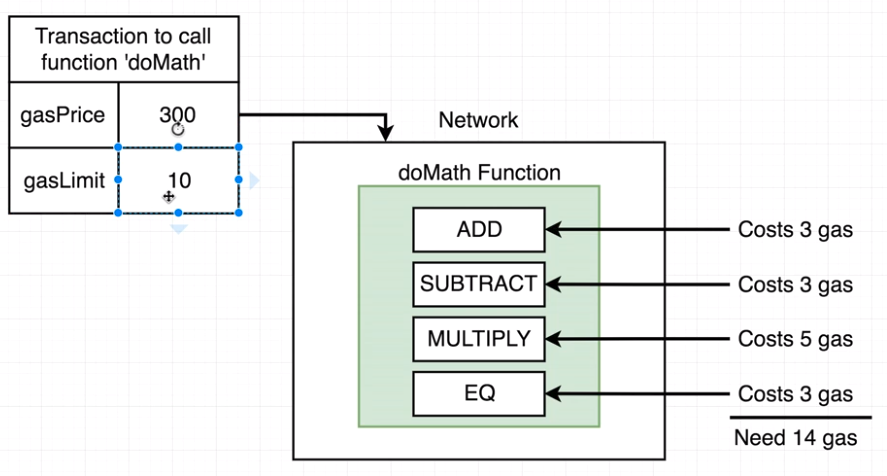 Transaction to call
function 'doMath'
gasPrice 300
gasLimit 10
Network
doMath Function
ADD Costs 3 gas
SUBTRACT Costs 3 gas
MULTIPLY Costs 5 gas
EQ Costs 3 gas
Need 14 gas